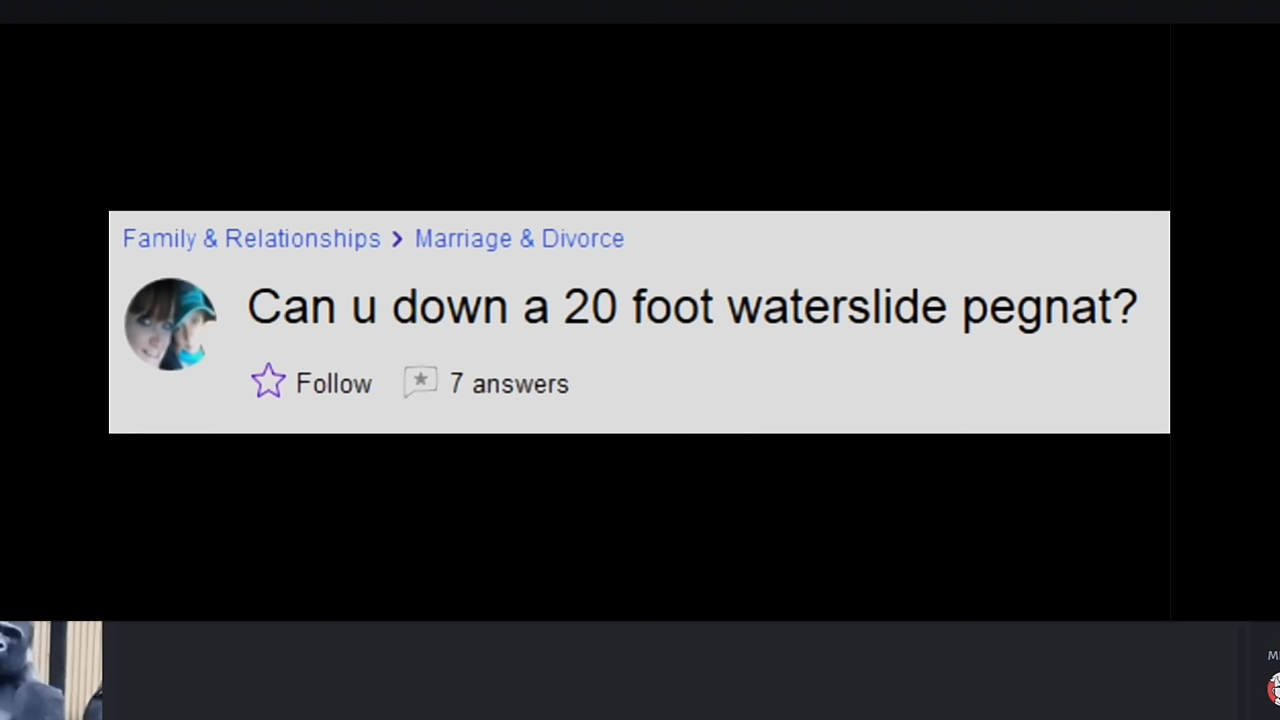 Family & Relationships > Marriage & Divorce
Can u down a 20 foot waterslide pegnat?
Follow 7 answers